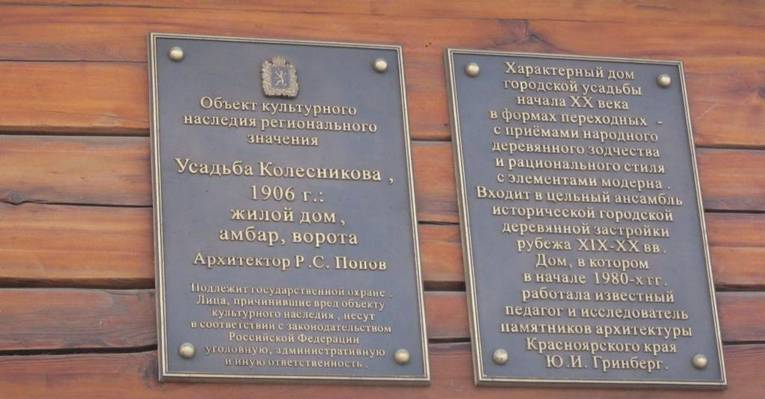 Объект культурного
наследия регионального
значения
Усадьба Колесникова ,
1906 г.:
жилой дом ,
амбар, ворота
Архитектор Р.С. Попов
Подлежит государственной охране .
Лица, причинившие вред объекту
культурного наследия , несут
в соответствии с законодательством
Российской Федерации
уголовную, административную
и иную ответственность .
Характерный дом
городской усадьбы
начала XX века
в формах переходных -
с приёмами народного
деревянного зодчества
и рационального стиля
с элементами модерна .
Входит в цельный ансамбль
исторической городской
деревянной застройки
рубежа XIX-XX вв.
Дом, в котором
в начале 1980-х гг.
работала известный
педагог и исследователь
памятников архитектуры
Красноярского края
Ю.И. Гринберг.